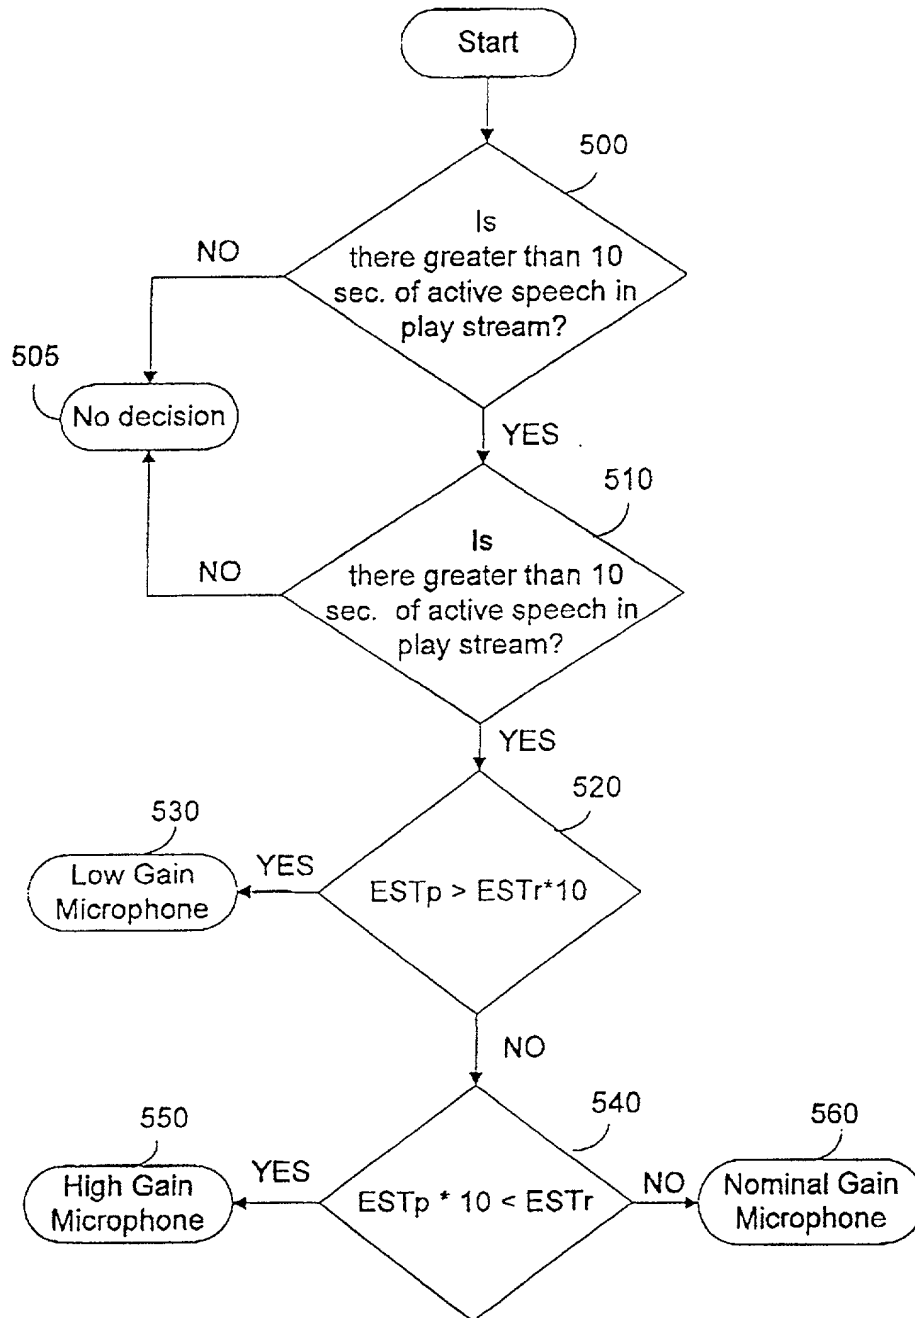 Start
500
Is
there greater than 10
sec. of active speech in
play stream?
NO
505
No decision
YES
510
Is
there greater than 10
sec. of active speech in
play stream?
NO
YES
520
530
YES
Low Gain
Microphone
ESTp > ESTr*10
NO
540
550
560
YES
High Gain
Microphone
ESTp * 10 < ESTr
NO
Nominal Gain
Microphone